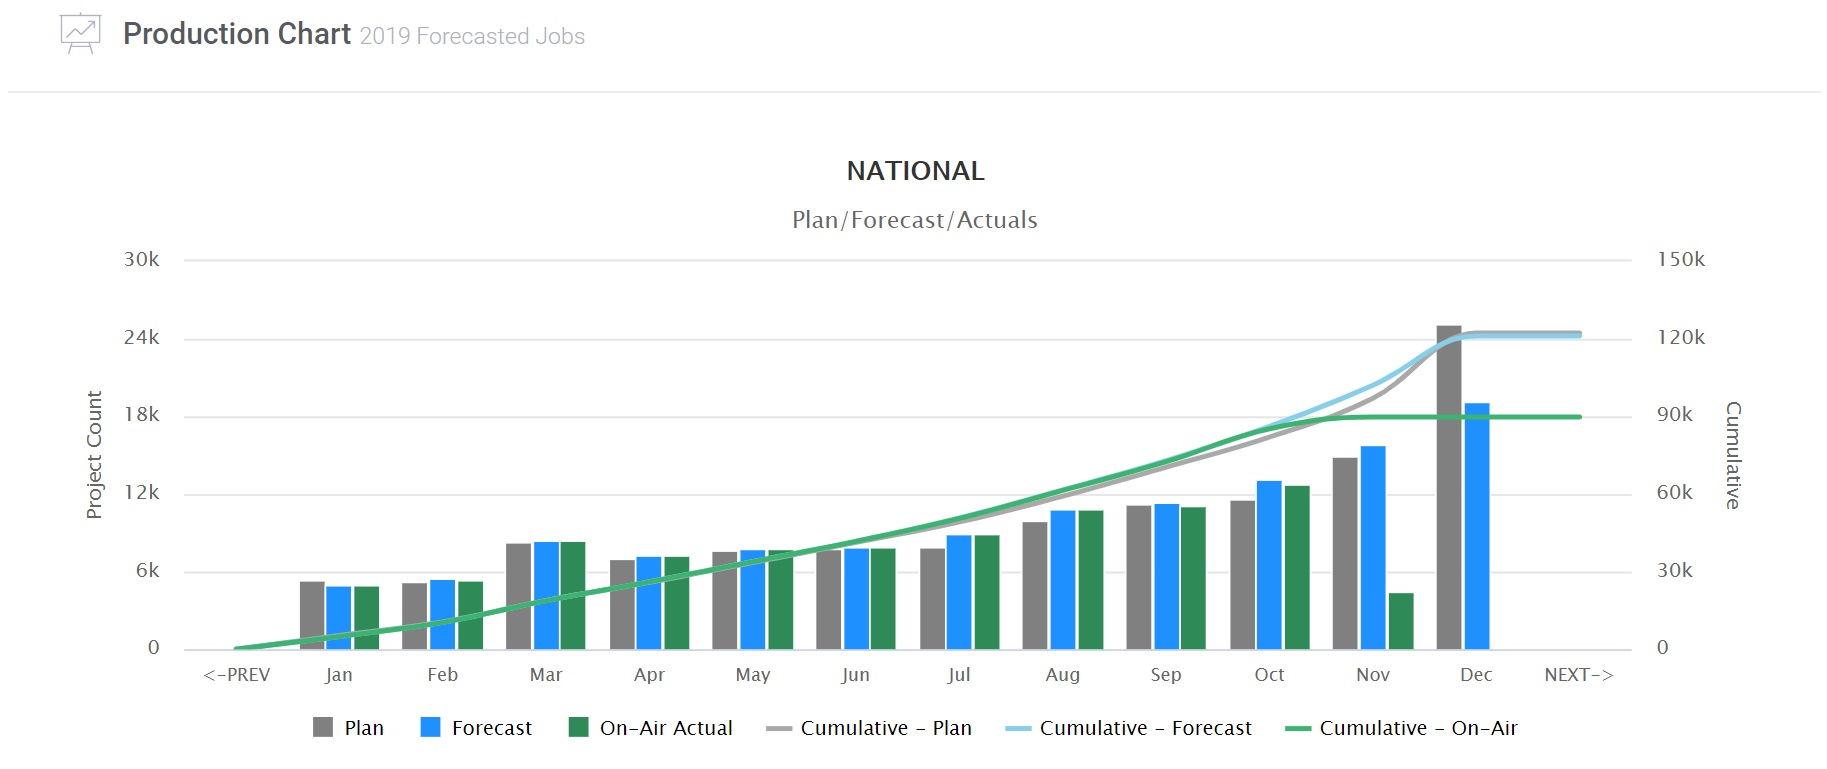 Production Chart 2019 Forecasted Jobs
NATIONAL
Plan/Forecast/Actuals
30k
24k
18k
12k
6k
0
Project Count
150k
120k
90k
60k
30k
0
Cumulative
<-PREV Jan Feb Mar Apr May Jun Jul Aug Sep Oct Nov Dec NEXT->
Plan Forecast On-Air Actual Cumulative - Plan Cumulative - Forecast Cumulative - On-Air